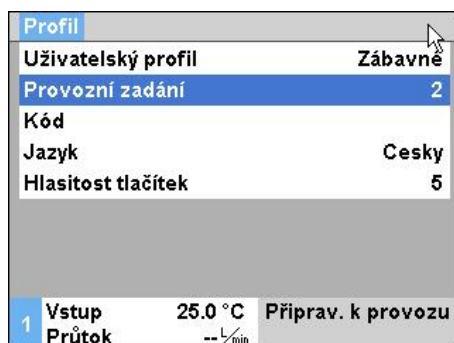 Profil
Uživatelský profil Zábavně
Provozní zadání 2
Kód
Jazyk Cesky
Hlasitost tlačítek 5
1 Vstup 25.0 °C Připrav. k provozu
Průtok -- L/min